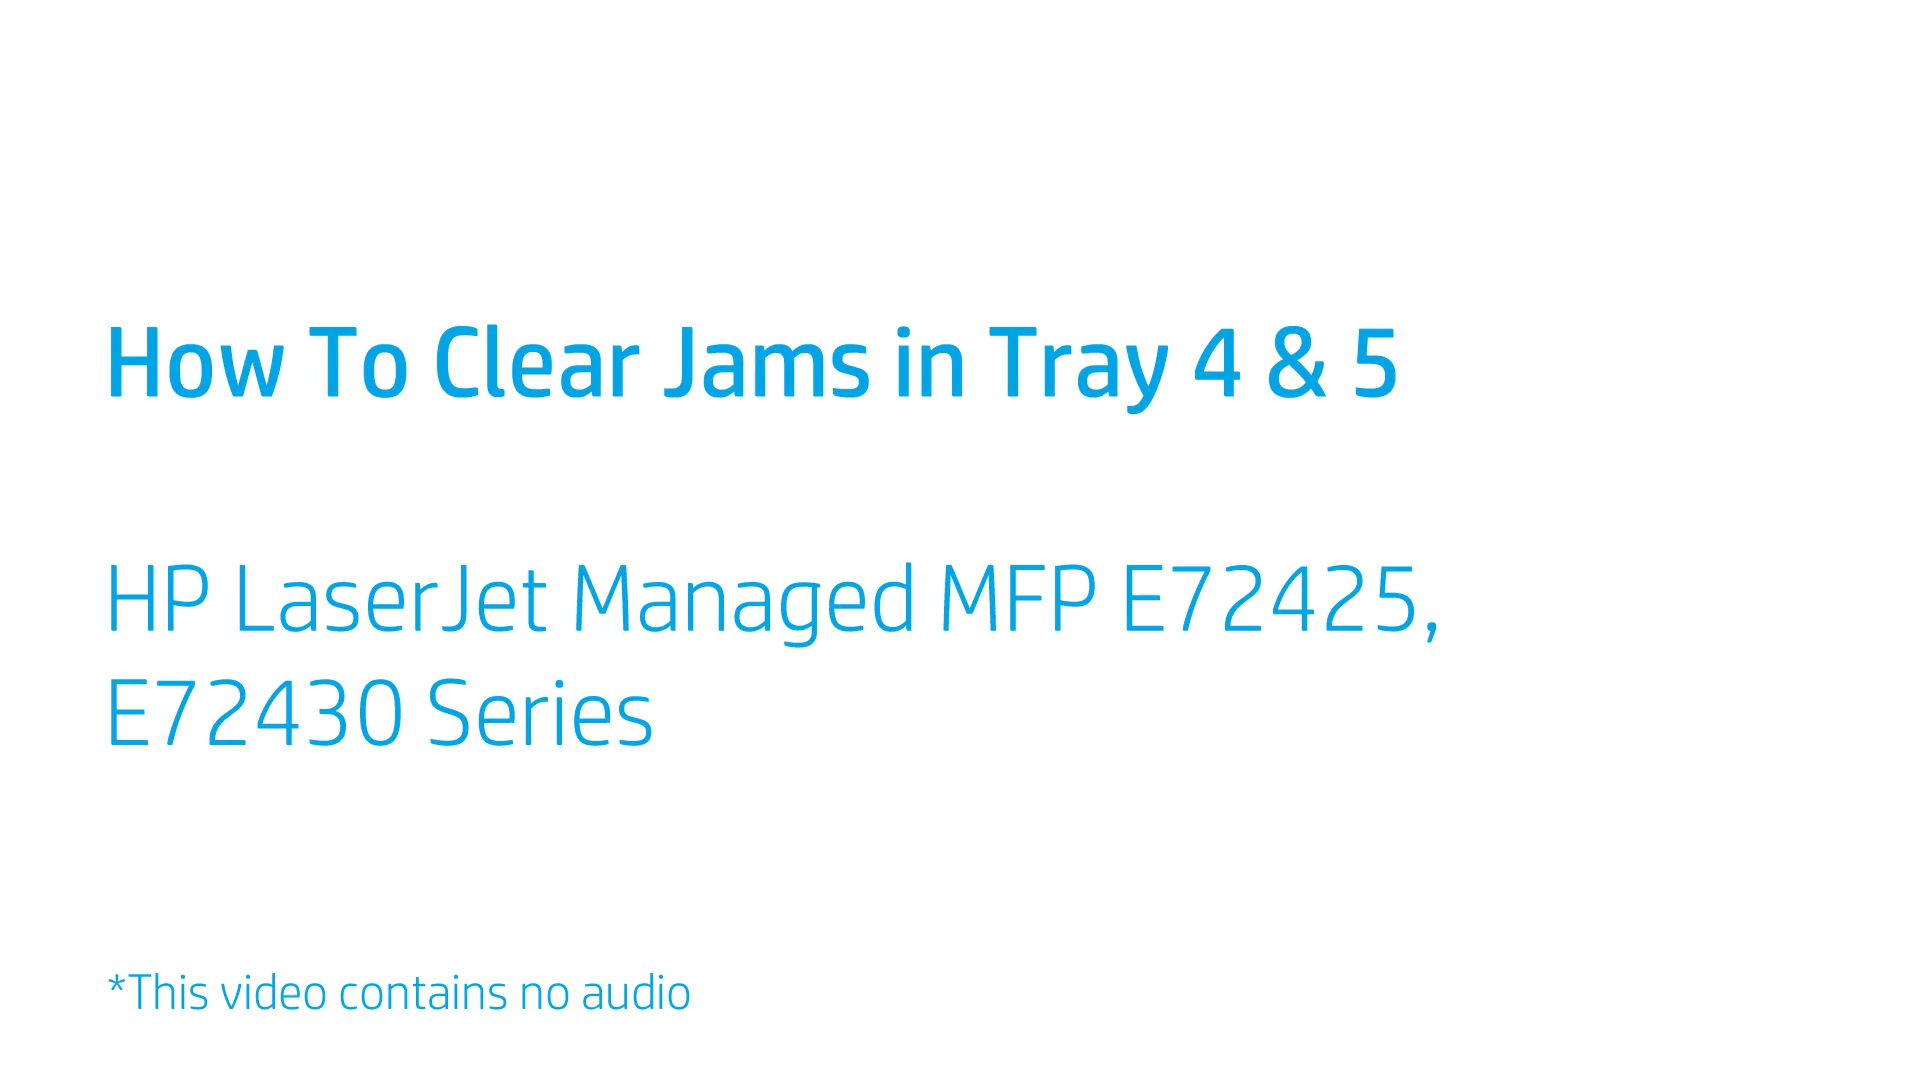 How To Clear Jams in Tray 4 & 5
HP LaserJet Managed MFP E72425,
E72430 Series
*This video contains no audio